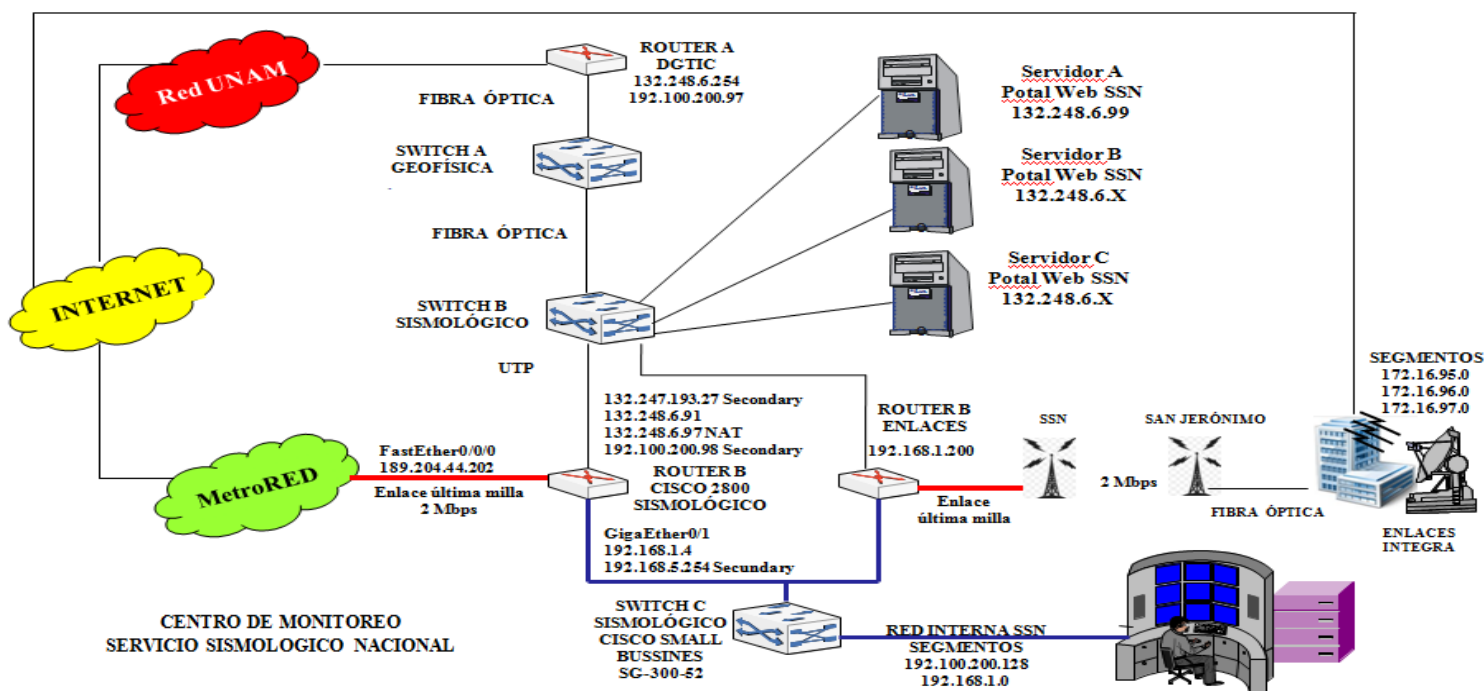 Red UNAM
ROUTER A
DGTIC
132.248.6.254
192.100.200.97
FIBRA ÓPTICA
SWITCH A
GEOFÍSICA
FIBRA ÓPTICA
Servidor A
Potal Web SSN
132.248.6.99
Servidor B
Potal Web SSN
132.248.6.X
Servidor C
Potal Web SSN
132.248.6.X
INTERNET
SWITCH B
SISMOLÓGICO
UTP
132.247.193.27 Secondary
132.248.6.91
132.248.6.97 NAT
192.100.200.98 Secondary
ROUTER B
CISCO 2800
SISMOLÓGICO
ROUTER B
ENLACES
192.168.1.200
SSN
SAN JERÓNIMO
2 Mbps
SEGMENTOS
172.16.95.0
172.16.96.0
172.16.97.0
MetroRED
FastEther0/0/0
189.204.44.202
Enlace última milla
2 Mbps
Enlace
última milla
FIBRA ÓPTICA
ENLACES
INTEGRA
GigaEther0/1
192.168.1.4
192.168.5.254 Secundary
CENTRO DE MONITOREO
SERVICIO SISMOLOGICO NACIONAL
SWITCH C
SISMOLÓGICO
CISCO SMALL
BUSSINES
SG-300-52
RED INTERNA SSN
SEGMENTOS
192.100.200.128
192.168.1.0